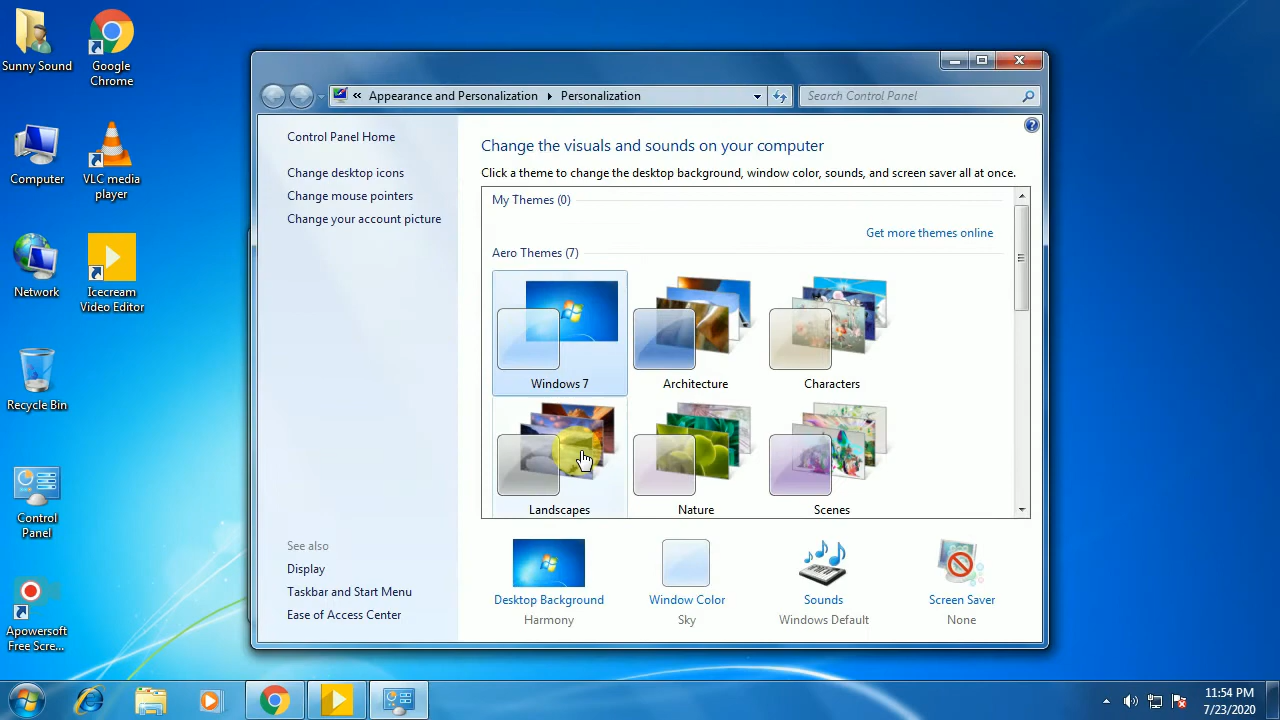 Sunny Sound
Google
Chrome
Computer
VLC media
player
Network
Icecream
Video Editor
Recycle Bin
Control
Panel
Apowersoft
Free Scre...
« Appearance and Personalization
Personalization
Search Control Panel
Control Panel Home
Change desktop icons
Change mouse pointers
Change your account picture
See also
Display
Taskbar and Start Menu
Ease of Access Center
Change the visuals and sounds on your computer
Click a theme to change the desktop background, window color, sounds, and screen saver all at once.
My Themes (0)
Get more themes online
Aero Themes (7)
Windows 7
Architecture
Characters
Landscapes
Nature
Scenes
Desktop Background
Harmony
Window Color
Sky
Sounds
Windows Default
Screen Saver
None
11:54 PM
7/23/2020